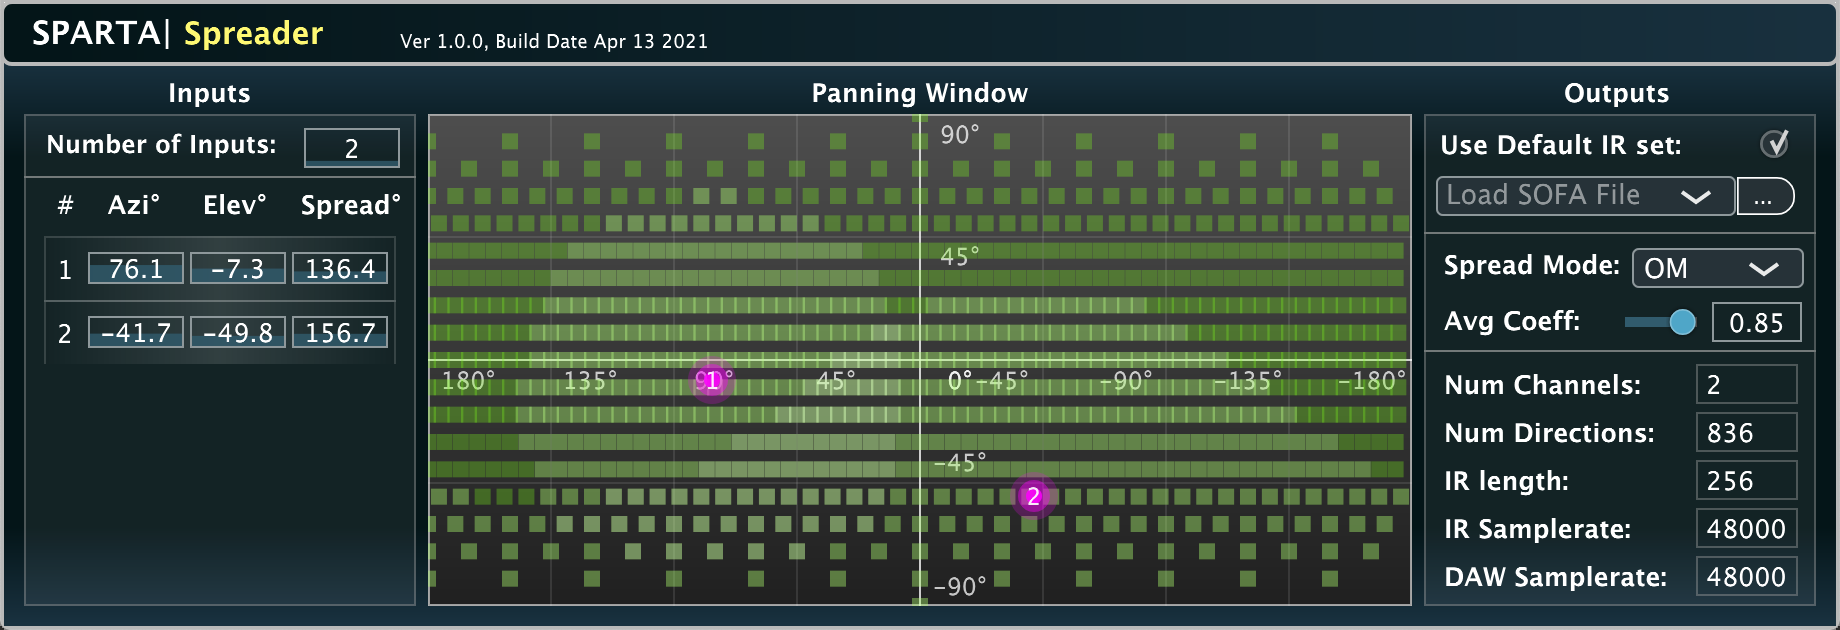 SPARTA| Spreader
Ver 1.0.0, Build Date Apr 13 2021
Inputs
Number of Inputs: 2
# Azi° Elev° Spread°
1 76.1 −7.3 136.4
2 −41.7 −49.8 156.7
Panning Window
90°
45°
180° 135° 90° 45° 0° −45° −90° −135° −180°
1
−45°
2
−90°
Outputs
Use Default IR set:
Load SOFA File ...
Spread Mode: OM
Avg Coeff: 0.85
Num Channels: 2
Num Directions: 836
IR length: 256
IR Samplerate: 48000
DAW Samplerate: 48000